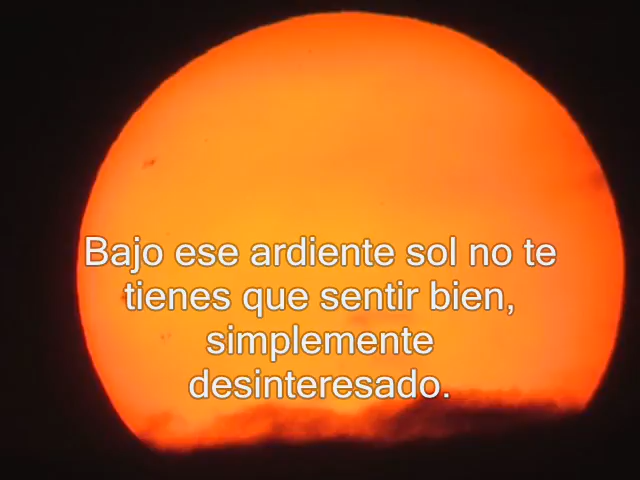 Bajo ese ardiente sol no te
tienes que sentir bien,
simplemente
desinteresado.